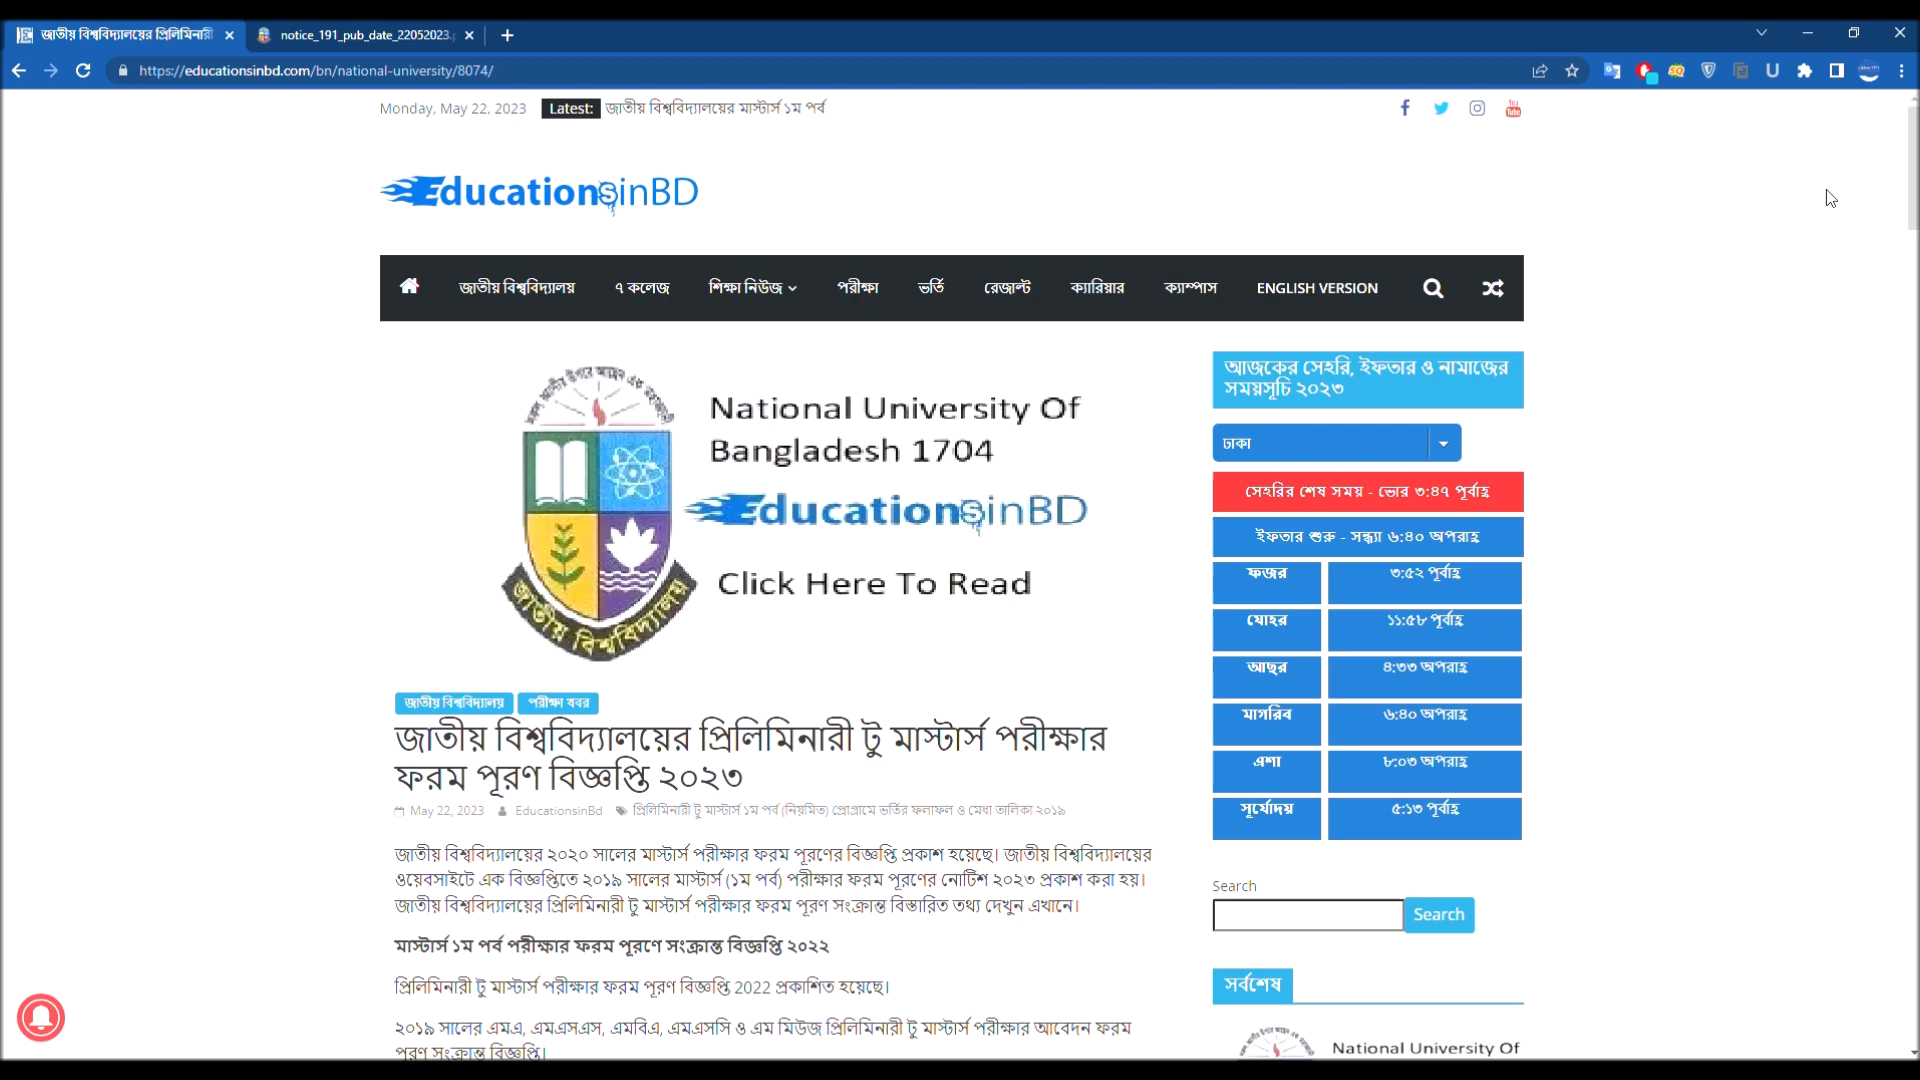 জাতীয় বিশ্ববিদ্যালয়ের প্রিলিমিনারী
notice_191_pub_date_22052023.
https://educationsinbd.com/bn/national-university/8074/
Monday, May 22, 2023
Latest: জাতীয় বিশ্ববিদ্যালয়ের মাস্টার্স ১ম পর্ব
EducationsinBD
জাতীয় বিশ্ববিদ্যালয় ৭ কলেজ শিক্ষা নিউজ পরীক্ষা ভর্তি রেজাল্ট ক্যারিয়ার ক্যাম্পাস ENGLISH VERSION
National University Of
Bangladesh 1704
EducationsinBD
Click Here To Read
জাতীয় বিশ্ববিদ্যালয়
জাতীয় বিশ্ববিদ্যালয় পরীক্ষা খবর
জাতীয় বিশ্ববিদ্যালয়ের প্রিলিমিনারী টু মাস্টার্স পরীক্ষার
ফরম পূরণ বিজ্ঞপ্তি ২০২৩
May 22, 2023 EducationsinBd প্রিলিমিনারী টু মাস্টার্স ১ম পর্ব (নিয়মিত) প্রোগ্রামে ভর্তির ফলাফল ও মেধা তালিকা ২০১৯
জাতীয় বিশ্ববিদ্যালয়ের ২০২০ সালের মাস্টার্স পরীক্ষার ফরম পূরণের বিজ্ঞপ্তি প্রকাশ হয়েছে। জাতীয় বিশ্ববিদ্যালয়ের
ওয়েবসাইটে এক বিজ্ঞপ্তিতে ২০১৯ সালের মাস্টার্স (১ম পর্ব) পরীক্ষার ফরম পূরণের নোটিশ ২০২৩ প্রকাশ করা হয়।
জাতীয় বিশ্ববিদ্যালয়ের প্রিলিমিনারী টু মাস্টার্স পরীক্ষার ফরম পূরণ সংক্রান্ত বিস্তারিত তথ্য দেখুন এখানে।
মাস্টার্স ১ম পর্ব পরীক্ষার ফরম পূরণে সংক্রান্ত বিজ্ঞপ্তি ২০২২
প্রিলিমিনারী টু মাস্টার্স পরীক্ষার ফরম পূরণ বিজ্ঞপ্তি 2022 প্রকাশিত হয়েছে।
২০১৯ সালের এমএ, এমএসএস, এমবিএ, এমএসসি ও এম মিউজ প্রিলিমিনারী টু মাস্টার্স পরীক্ষার আবেদন ফরম
পূরণ সংক্রান্ত বিজ্ঞপ্তি।
আজকের সেহরি, ইফতার ও নামাজের
সময়সূচি ২০২৩
ঢাকা
সেহরির শেষ সময় - ভোর ৩:৪৭ পূর্বাহ্ণ
ইফতার শুরু - সন্ধ্যা ৬:৪০ অপরাহ্ণ
ফজর ৩:৫২ পূর্বাহ্ণ
যোহর ১১:৫৮ পূর্বাহ্ণ
আছর ৪:৩৩ অপরাহ্ণ
মাগরিব ৬:৪০ অপরাহ্ণ
এশা ৮:০৩ অপরাহ্ণ
সূর্যোদয় ৫:১৩ পূর্বাহ্ণ
Search
Search
সর্বশেষ
National University Of